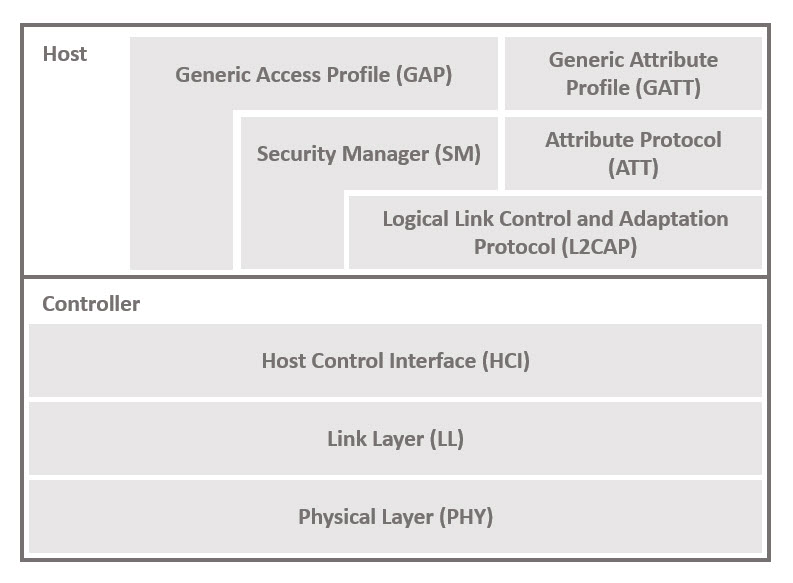 Host
Generic Access Profile (GAP)
Generic Attribute
Profile (GATT)
Security Manager (SM)
Attribute Protocol
(ATT)
Logical Link Control and Adaptation
Protocol (L2CAP)
Controller
Host Control Interface (HCI)
Link Layer (LL)
Physical Layer (PHY)